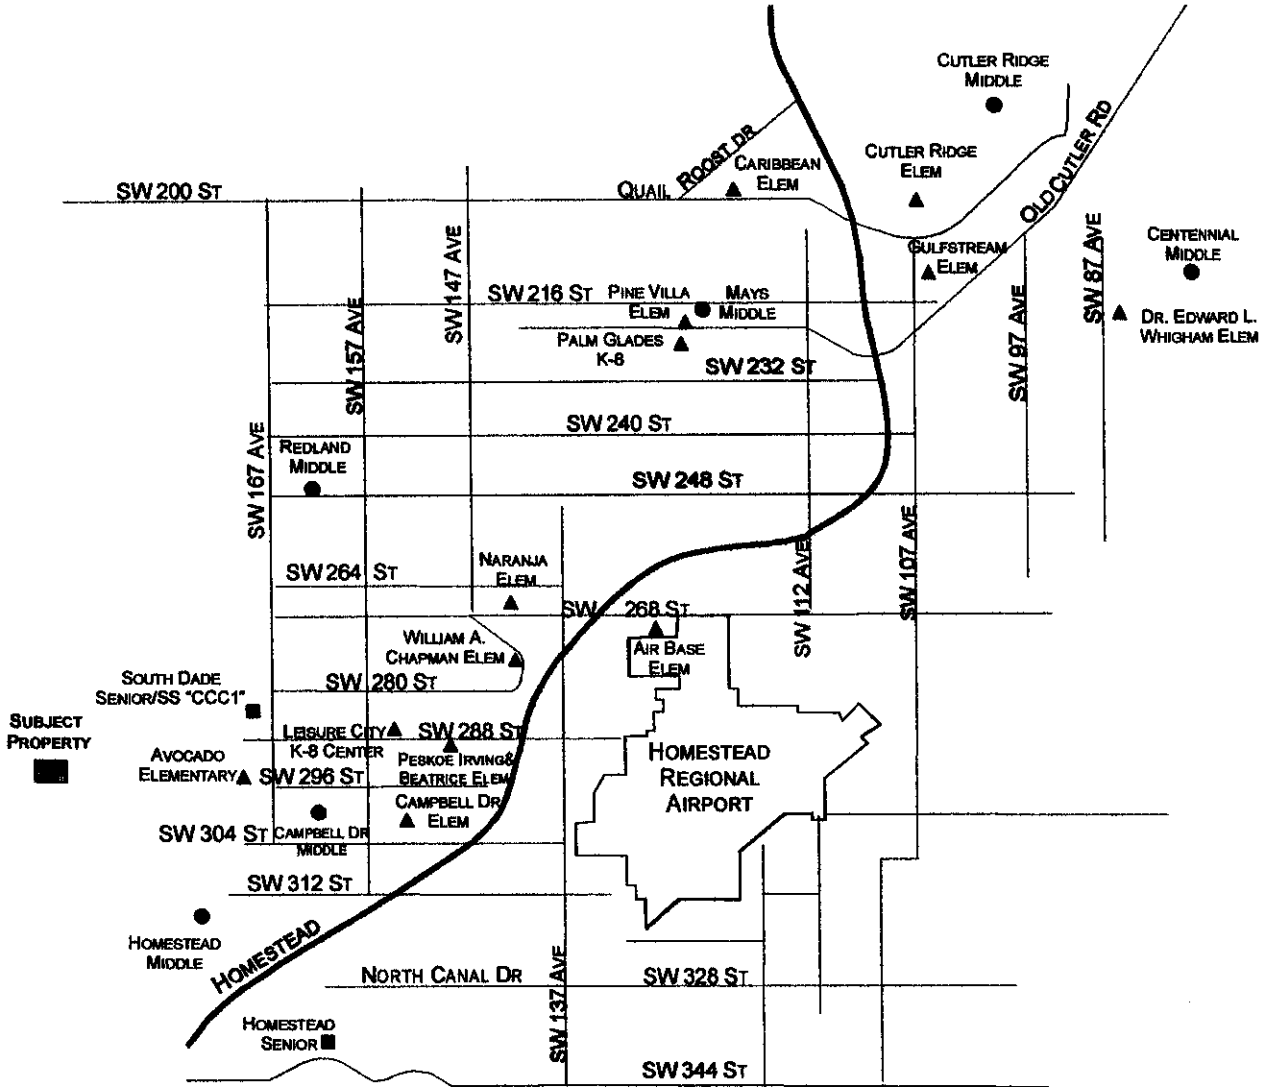 CUTLER RIDGE
MIDDLE
OLD CUTLER RD
ROOST DR
QUAIL
CARIBBEAN
ELEM
CUTLER RIDGE
ELEM
SW 200 ST
SW 147 AVE
GULFSTREAM
ELEM
SW 87 AVE
CENTENNIAL
MIDDLE
SW 216 ST
PINE VILLA
ELEM
MAYS
MIDDLE
DR. EDWARD L.
WHIGHAM ELEM
SW 157 AVE
PALM GLADES
K-8
SW 97 AVE
SW 232 ST
SW 240 ST
SW 167 AVE
REDLAND
MIDDLE
SW 248 ST
SW 107 AVE
SW 112 AVE
SW 264 ST
NARANJA
ELEM
SW 268 ST
WILLIAM A.
CHAPMAN ELEM
AIR BASE
ELEM
SOUTH DADE
SENIOR/SS "CCC1"
SW 280 ST
SUBJECT
PROPERTY
LEISURE CITY
K-8 CENTER
SW 288 ST
PESKOE IRVING&
BEATRICE ELEM
AVOCADO
ELEMENTARY
SW 296 ST
HOMESTEAD
REGIONAL
AIRPORT
CAMPBELL DR
ELEM
SW 304 ST
CAMPBELL DR
MIDDLE
SW 312 ST
HOMESTEAD
MIDDLE
HOMESTEAD
NORTH CANAL DR
SW 137 AVE
SW 328 ST
HOMESTEAD
SENIOR
SW 344 ST